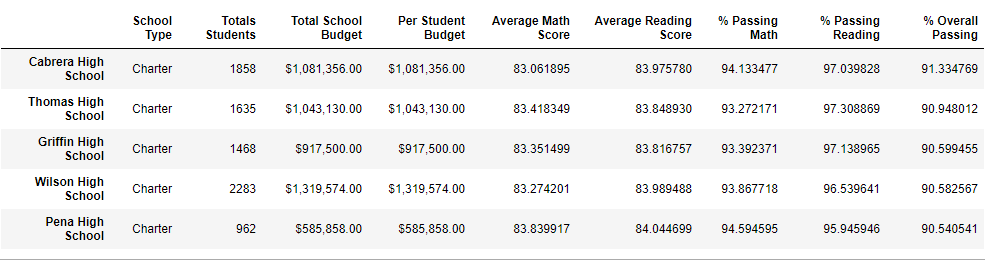 School Type Totals Students Total School Budget Per Student Budget Average Math Score Average Reading Score % Passing Math % Passing Reading % Overall Passing
Cabrera High School Charter 1858 $1,081,356.00 $1,081,356.00 83.061895 83.975780 94.133477 97.039828 91.334769
Thomas High School Charter 1635 $1,043,130.00 $1,043,130.00 83.418349 83.848930 93.272171 97.308869 90.948012
Griffin High School Charter 1468 $917,500.00 $917,500.00 83.351499 83.816757 93.392371 97.138965 90.599455
Wilson High School Charter 2283 $1,319,574.00 $1,319,574.00 83.274201 83.989488 93.867718 96.539641 90.582567
Pena High School Charter 962 $585,858.00 $585,858.00 83.839917 84.044699 94.594595 95.945946 90.540541